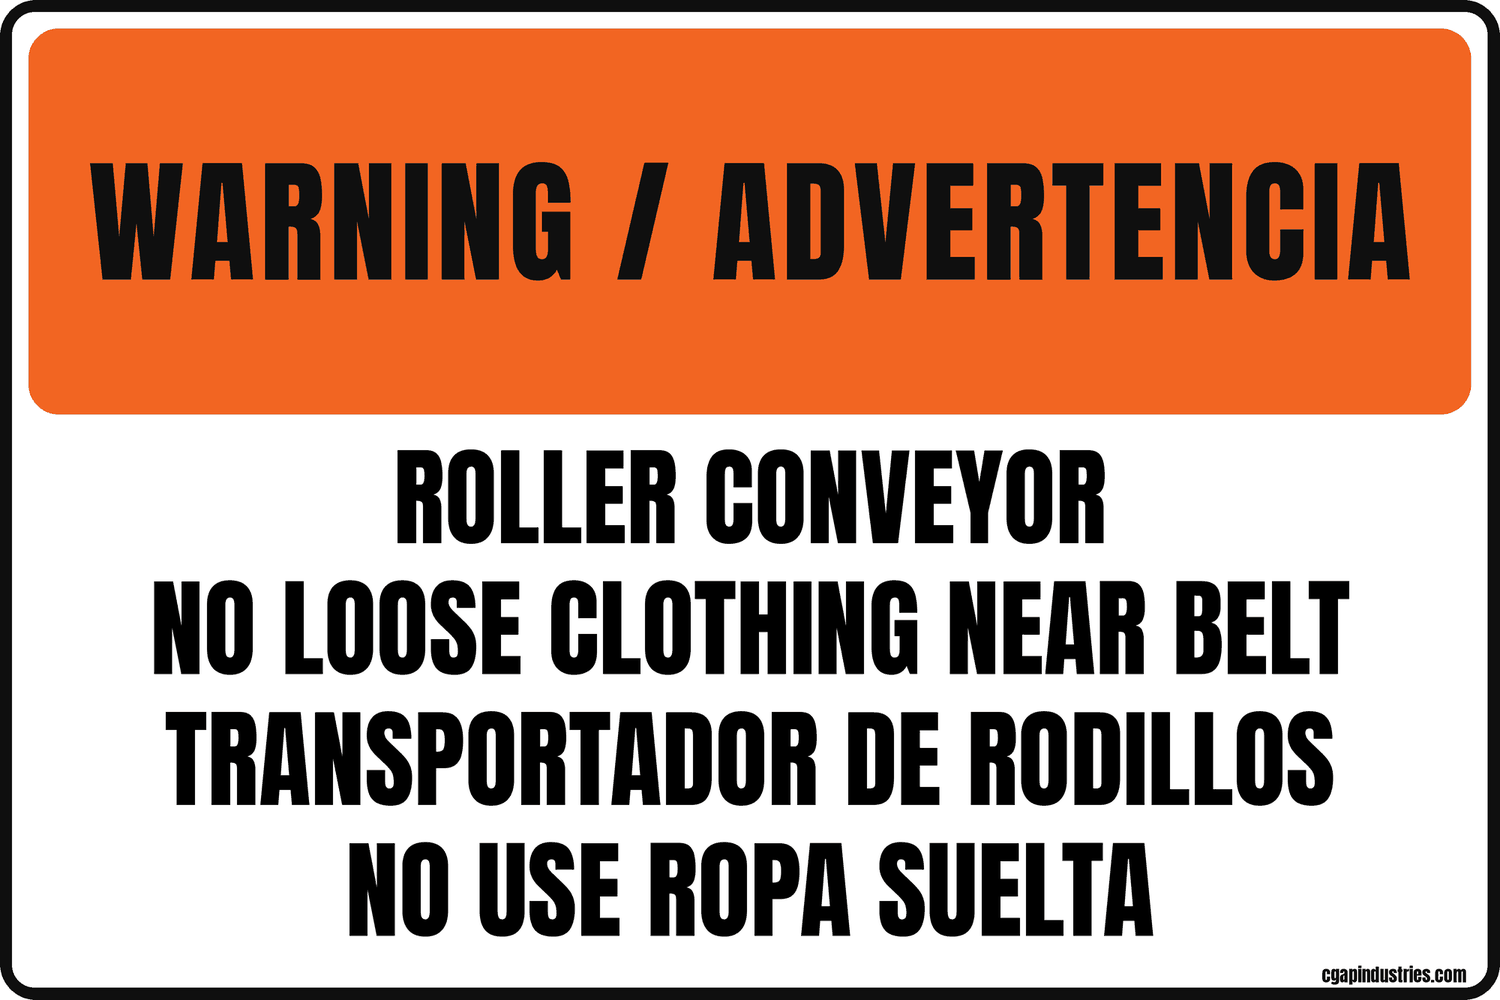 WARNING / ADVERTENCIA
ROLLER CONVEYOR
NO LOOSE CLOTHING NEAR BELT
TRANSPORTADOR DE RODILLOS
NO USE ROPA SUELTA
cgapindustries.com